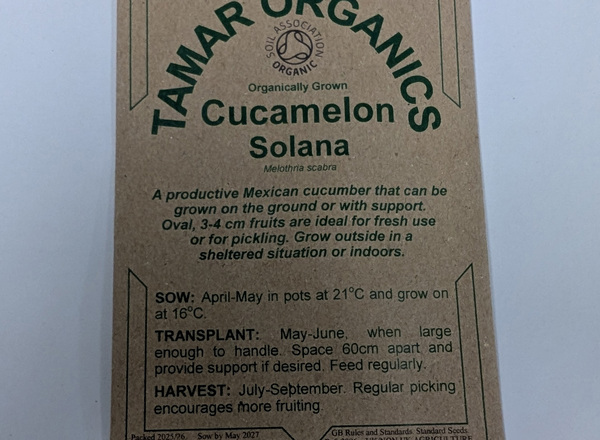 TAMAR ORGANICS
SOIL ASSOCIATION
ORGANIC
Organically Grown
Cucamelon
Solana
Melothria scabra
A productive Mexican cucumber that can be
grown on the ground or with support.
Oval, 3-4 cm fruits are ideal for fresh use
or for pickling. Grow outside in a
sheltered situation or indoors.
SOW: April-May in pots at 21°C and grow on
at 16°C.
TRANSPLANT: May-June, when large
enough to handle. Space 60cm apart and
provide support if desired. Feed regularly.
HARVEST: July-September. Regular picking
encourages more fruiting.
Packed 2025/26 Sow by May 2027
GB Rules and Standards Standard Seeds
AGRICULTURE